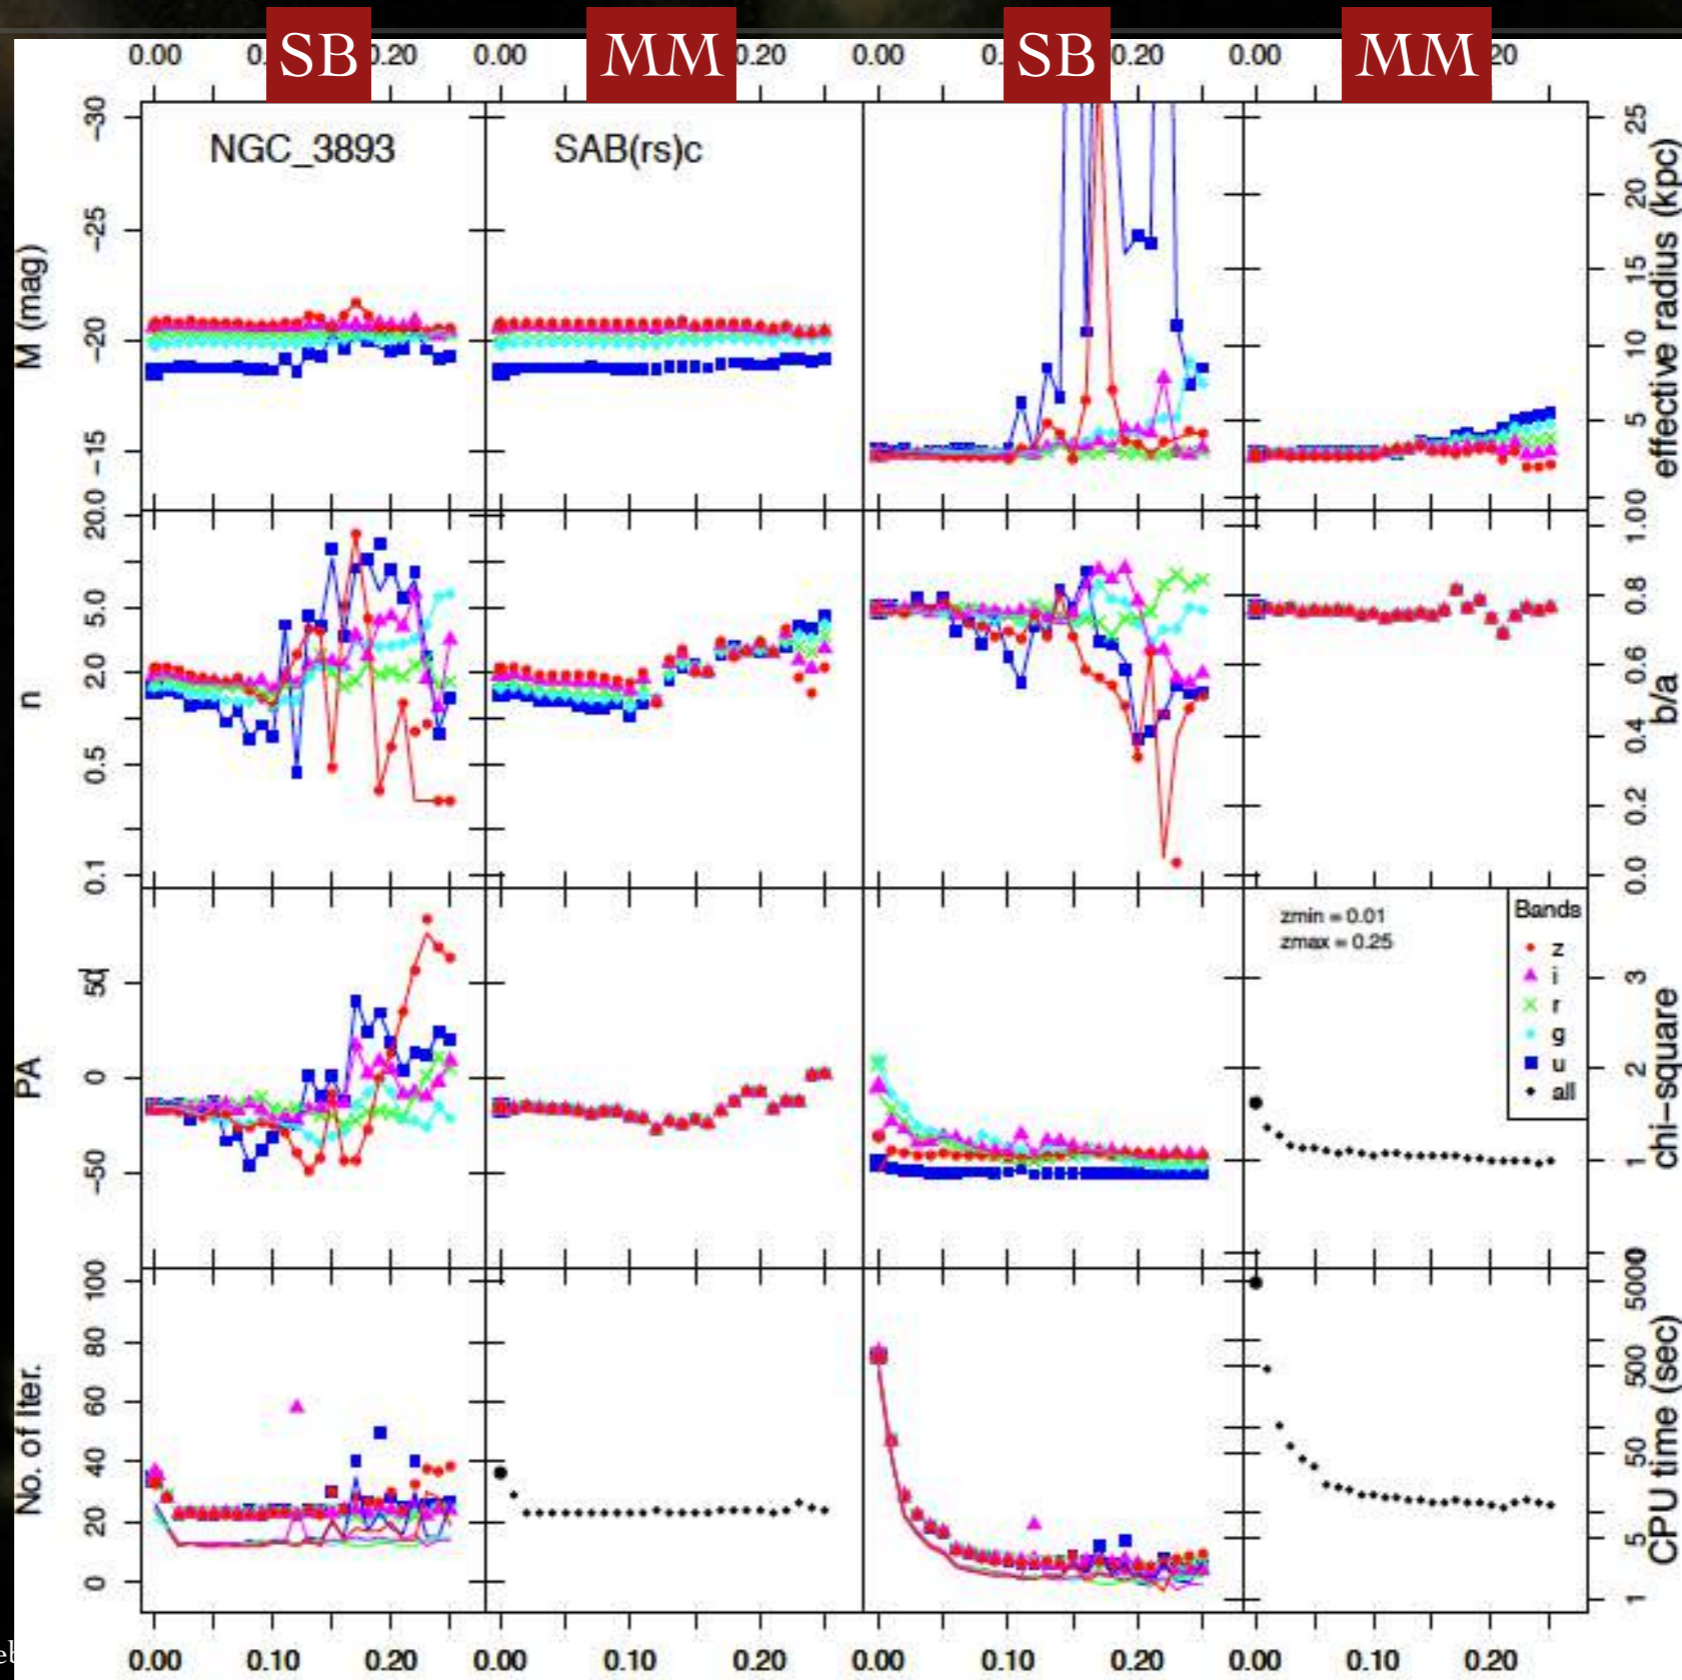 SB MM SB MM
0.00 0.1 0.20 0.00 0.20 0.00 0. 0.20 0.00 20
NGC_3893 SAB(rs)c
M (mag)
−30 −25 −20 −15
effective radius (kpc)
25 20 15 10 5
n
20.0 5.0 2.0 0.5 0.1
b/a
1.00 0.8 0.6 0.4 0.2 0.0
PA
50 0 −50
zmin = 0.01
zmax = 0.25
Bands
z
i
r
g
u
all
chi−square
3 2 1 0
No. of Iter.
100 80 60 40 20 0
CPU time (sec)
5000 500 50 5 1
0.00 0.10 0.20 0.00 0.10 0.20 0.00 0.10 0.20 0.00 0.10 0.20